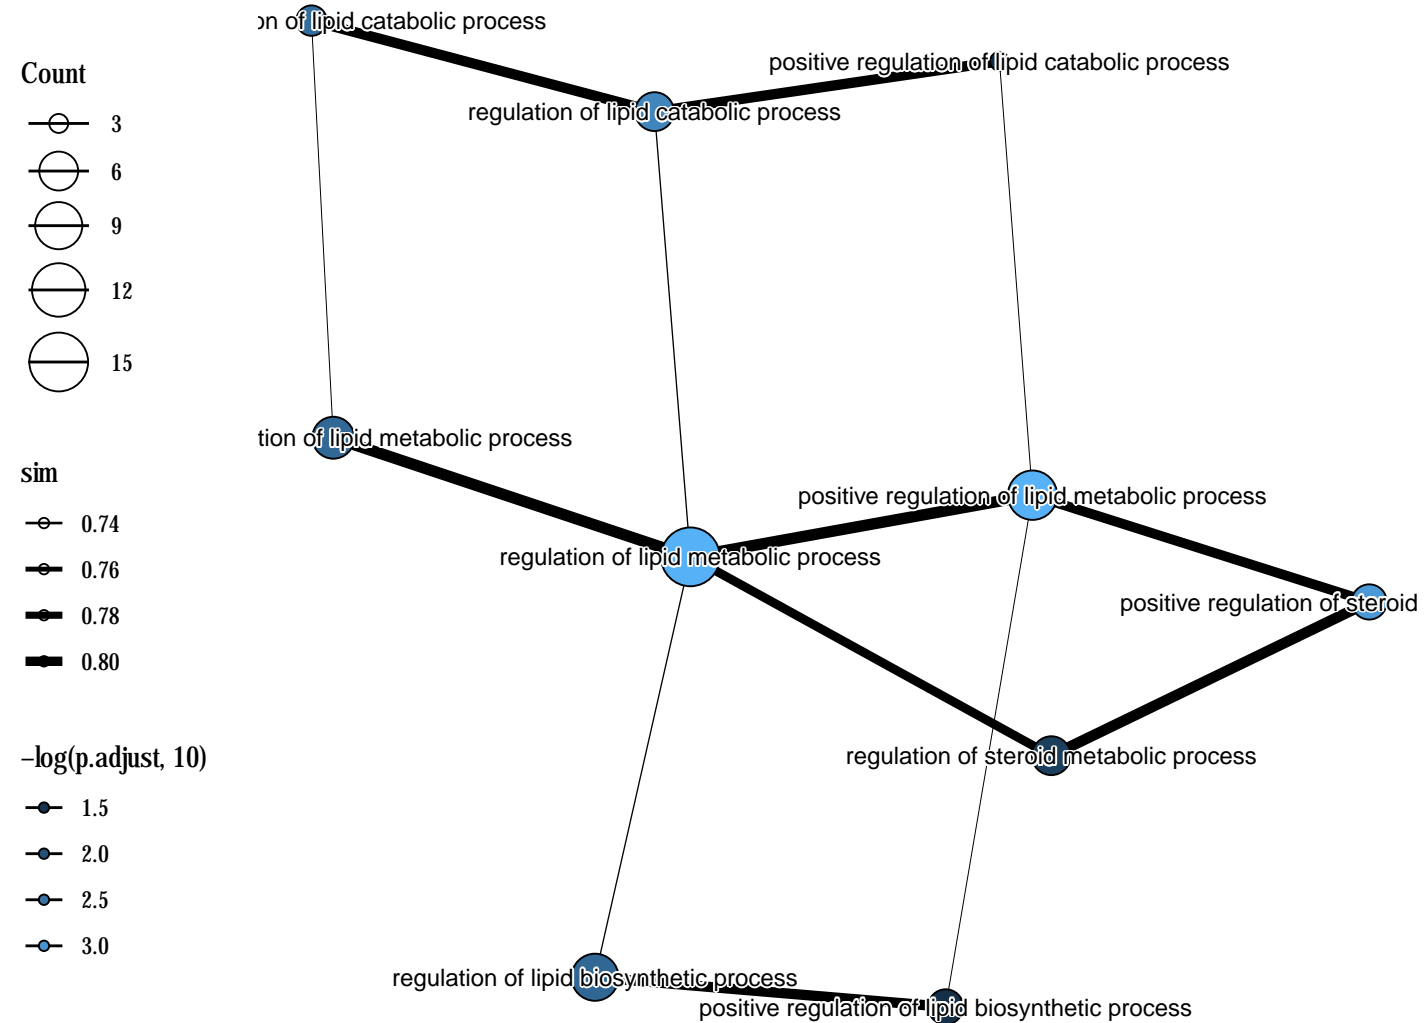 Count
3
6
9
12
15
sim
0.74
0.76
0.78
0.80
−log(p.adjust, 10)
1.5
2.0
2.5
3.0
on of lipid catabolic process
positive regulation of lipid catabolic process
regulation of lipid catabolic process
tion of lipid metabolic process
positive regulation of lipid metabolic process
regulation of lipid metabolic process
positive regulation of steroid
regulation of steroid metabolic process
regulation of lipid biosynthetic process
positive regulation of lipid biosynthetic process